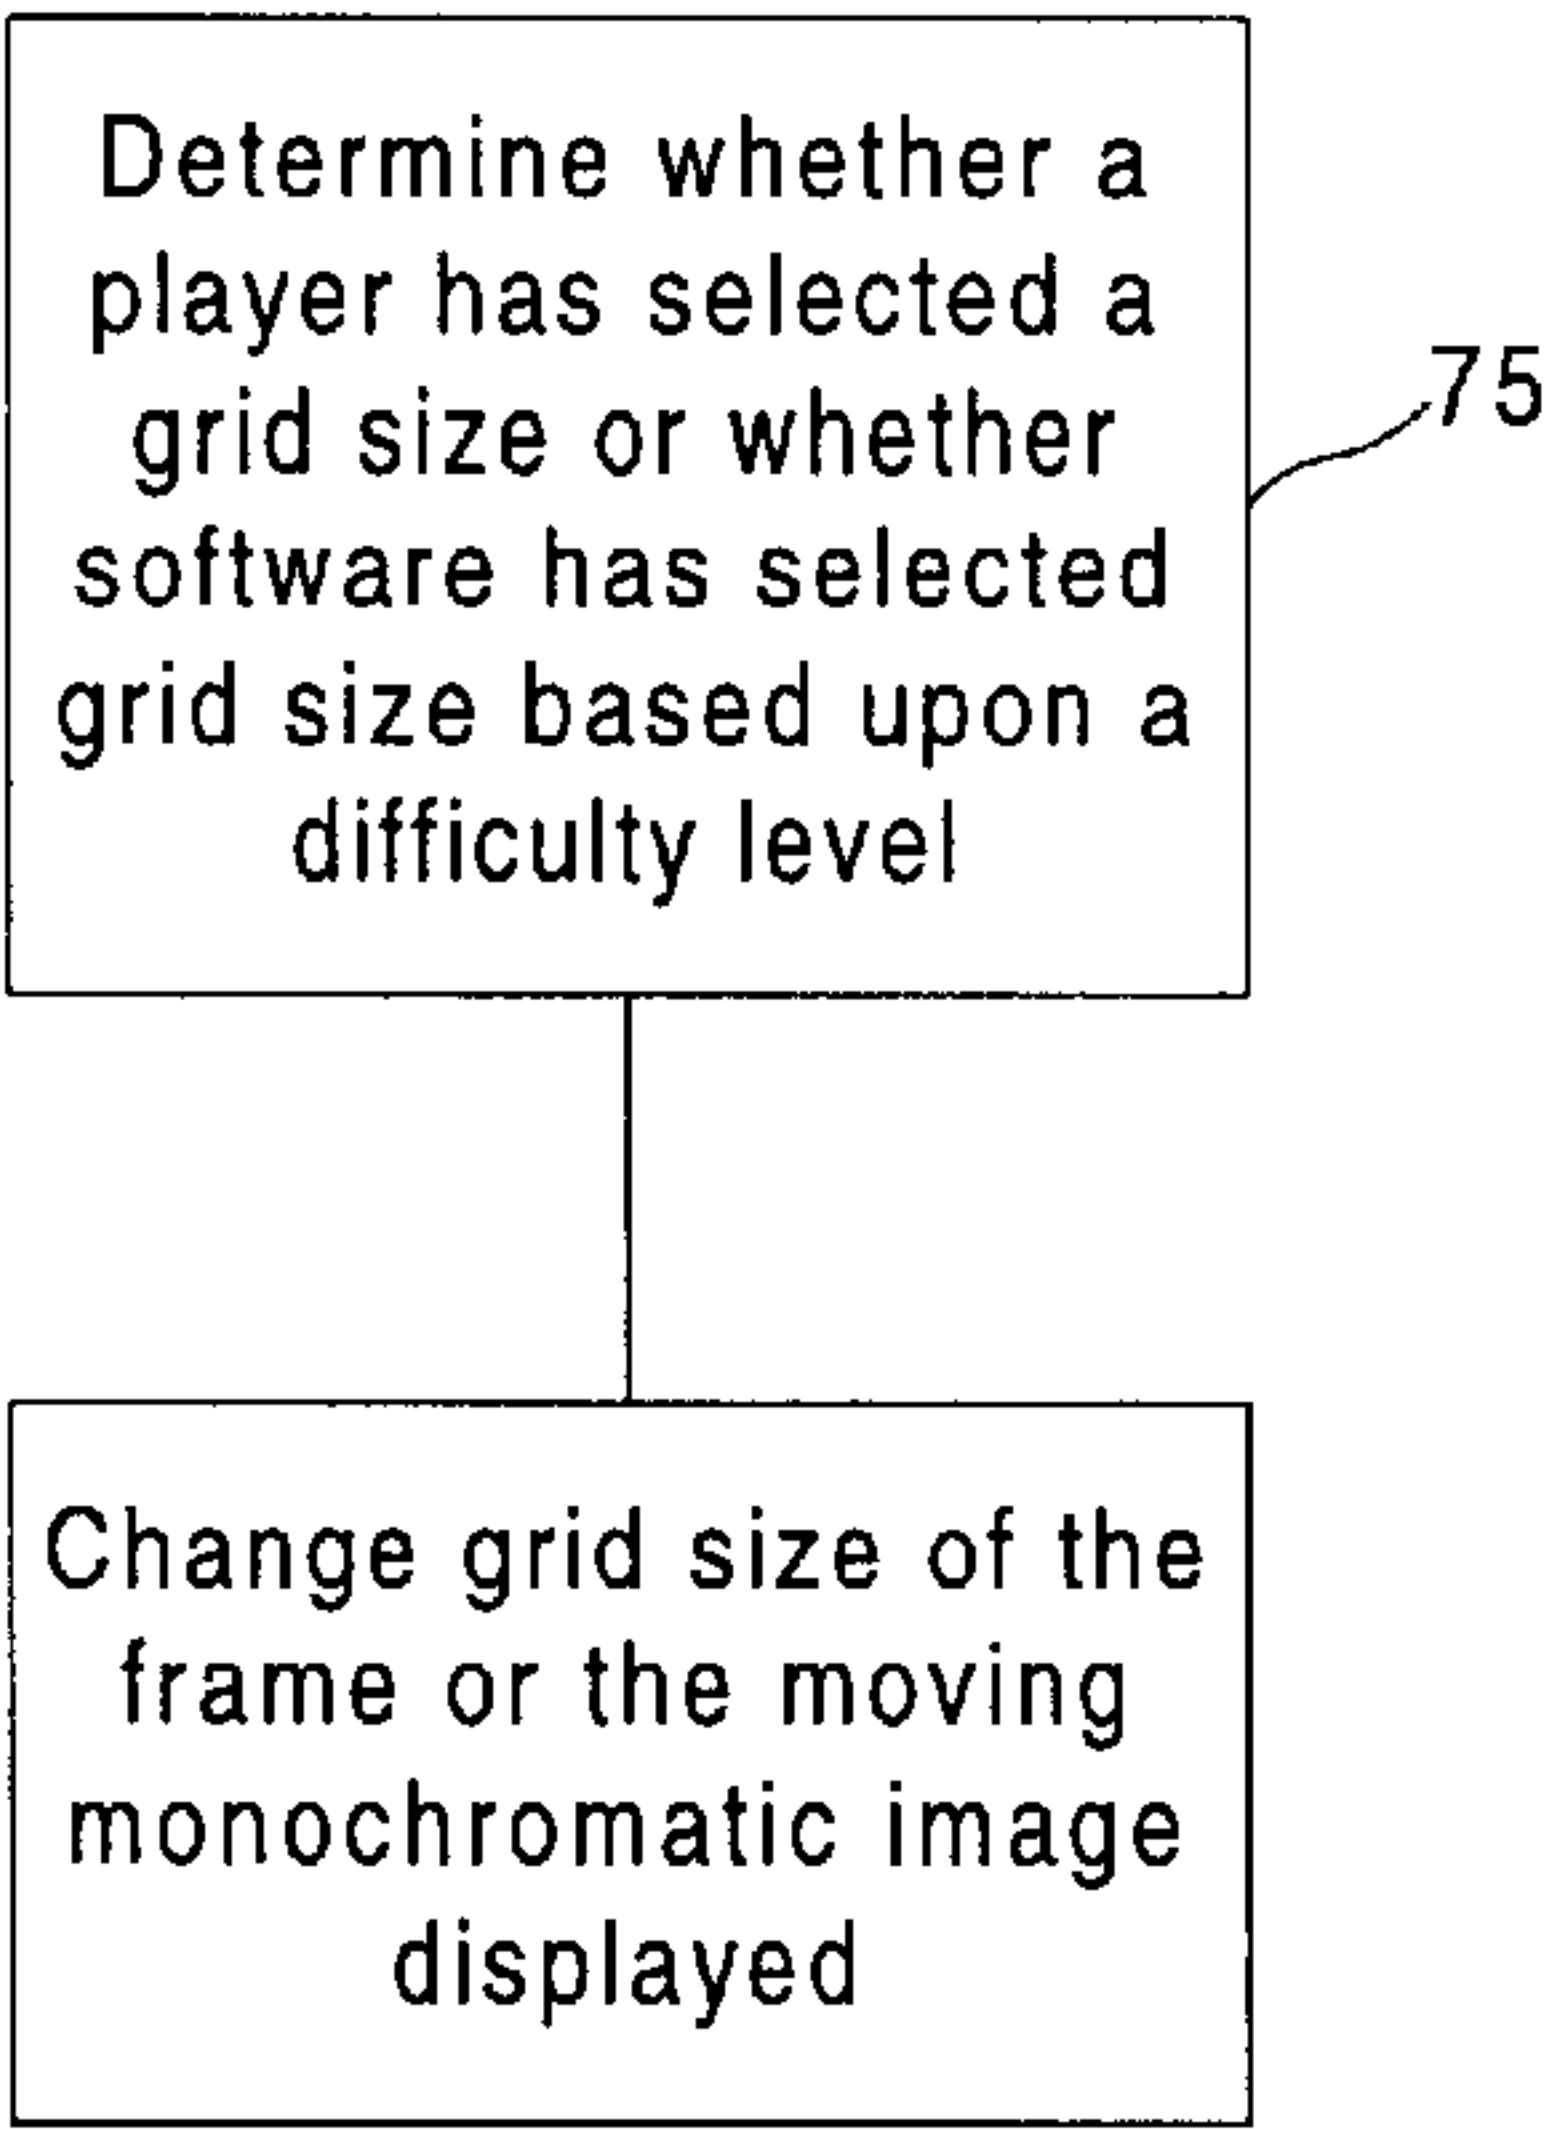 Determine whether a
player has selected a
grid size or whether
software has selected
grid size based upon a
difficulty level
75
Change grid size of the
frame or the moving
monochromatic image
displayed